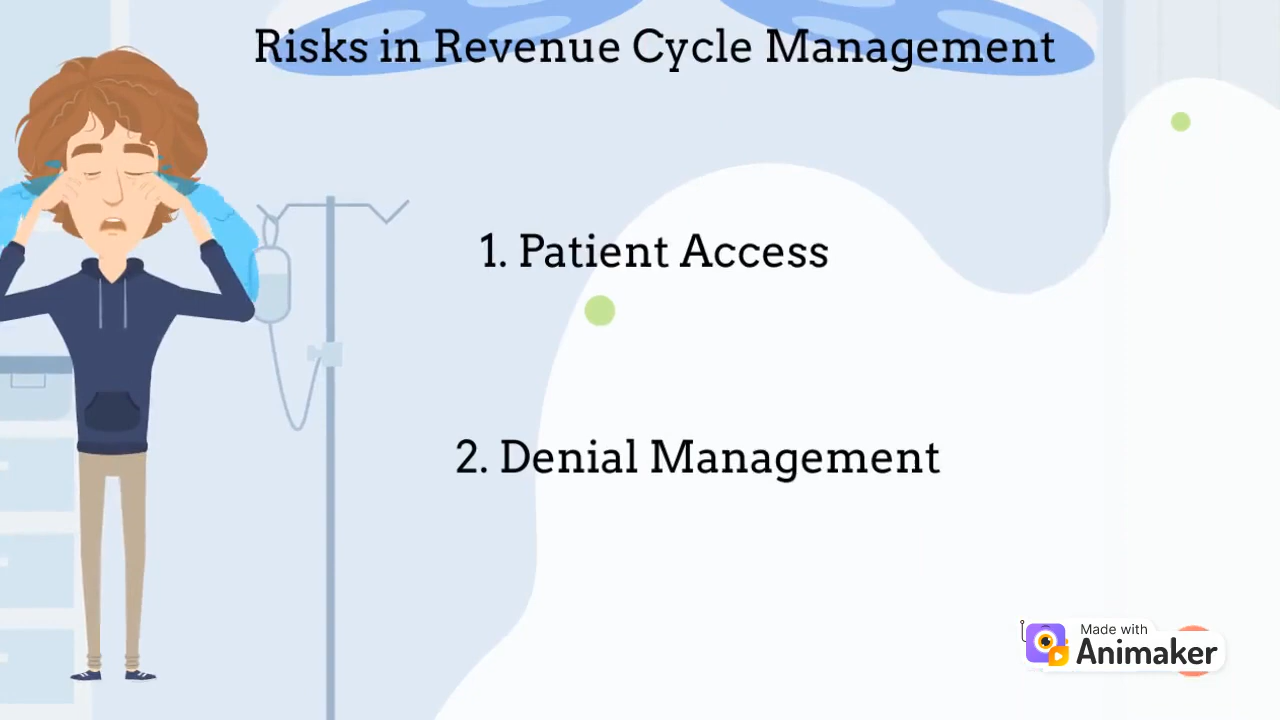 Risks in Revenue Cycle Management
1. Patient Access
2. Denial Management
Made with
Animaker